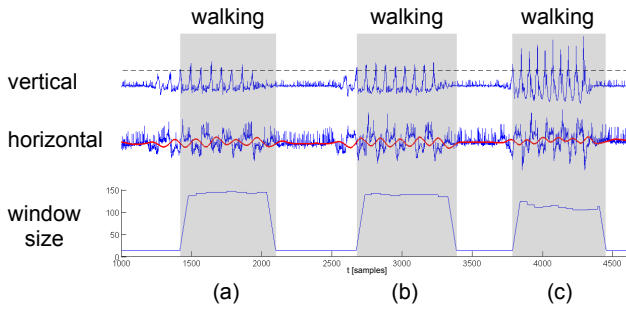 walking walking walking
vertical
horizontal
window
size
150
100
50
0
1000 1500 2000 2500 3000 3500 4000 4500
t [samples]
(a) (b) (c)